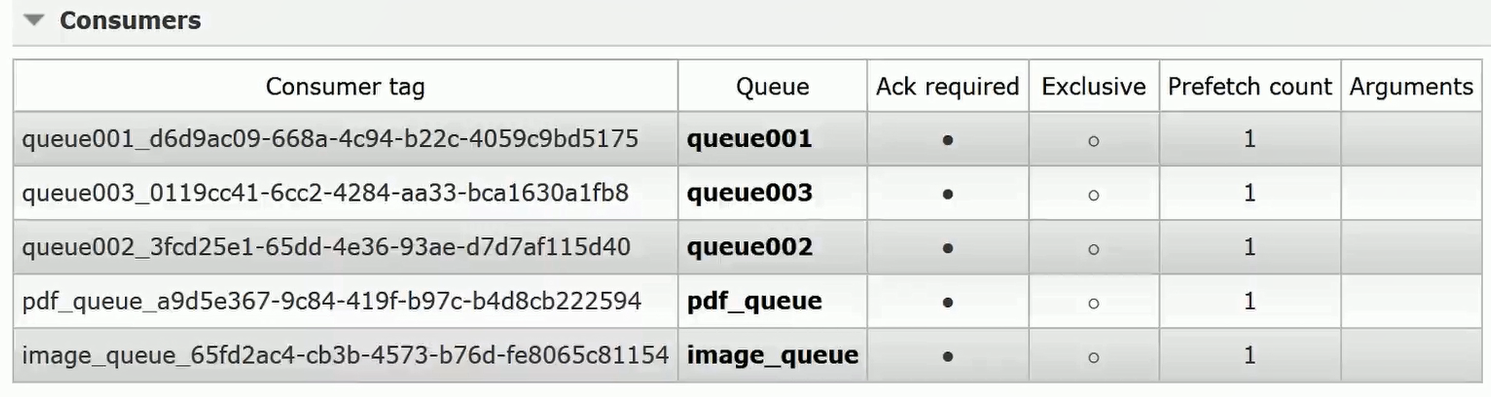 Consumers
Consumer tag Queue Ack required Exclusive Prefetch count Arguments
queue001_d6d9ac09-668a-4c94-b22c-4059c9bd5175 queue001 ● ○ 1
queue003_0119cc41-6cc2-4284-aa33-bca1630a1fb8 queue003 ● ○ 1
queue002_3fcd25e1-65dd-4e36-93ae-d7d7af115d40 queue002 ● ○ 1
pdf_queue_a9d5e367-9c84-419f-b97c-b4d8cb222594 pdf_queue ● ○ 1
image_queue_65fd2ac4-cb3b-4573-b76d-fe8065c81154 image_queue ● ○ 1